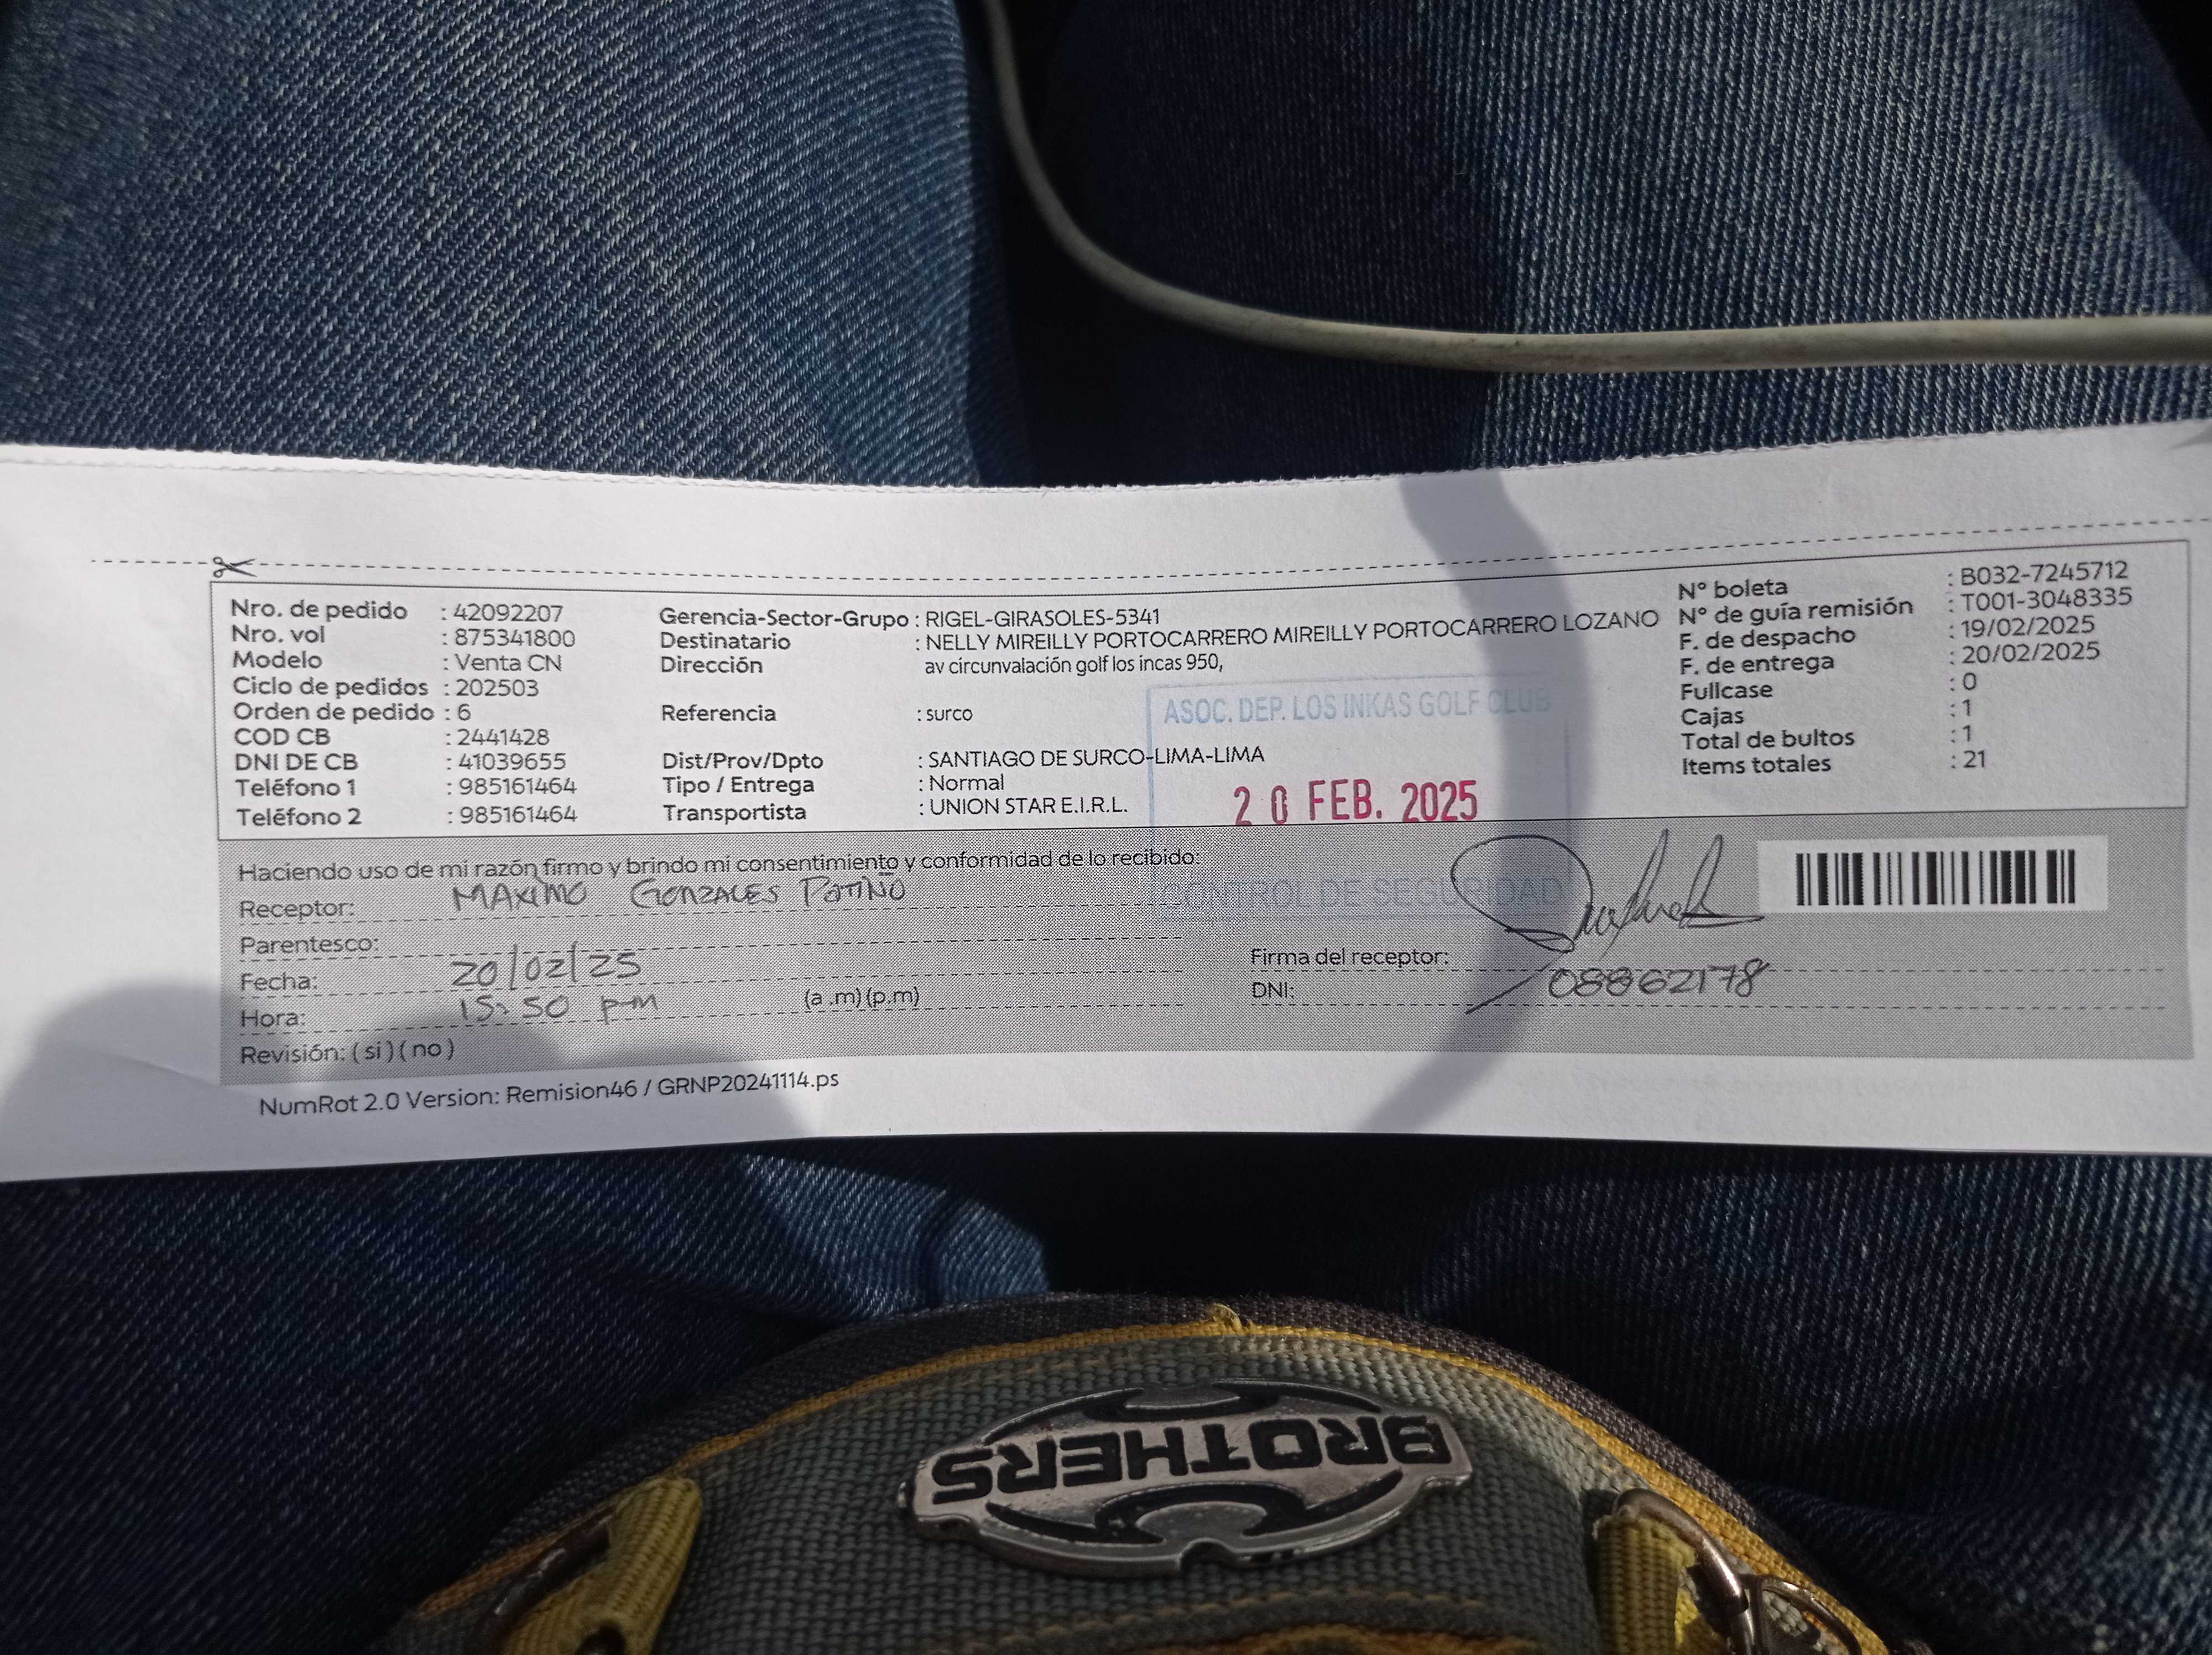 Nro. de pedido : 42092207
Nro. vol : 875341800
Modelo : Venta CN
Ciclo de pedidos : 202503
Orden de pedido : 6
COD CB : 2441428
DNI DE CB : 41039655
Teléfono 1 : 985161464
Teléfono 2 : 985161464
Gerencia-Sector-Grupo : RIGEL-GIRASOLES-5341
Destinatario : NELLY MIREILLY PORTOCARRERO MIREILLY PORTOCARRERO LOZANO
Dirección av circunvalación golf los incas 950,
Referencia : surco
Dist/Prov/Dpto : SANTIAGO DE SURCO-LIMA-LIMA
Tipo / Entrega : Normal
Transportista : UNION STAR E.I.R.L.
N° boleta : B032-7245712
N° de guía remisión : T001-3048335
F. de despacho : 19/02/2025
F. de entrega : 20/02/2025
Fullcase : 0
Cajas : 1
Total de bultos : 1
Items totales : 21
ASOC. DEP. LOS INKAS GOLF CLUB
20 FEB. 2025
CONTROL DE SEGURIDAD
Haciendo uso de mi razón firmo y brindo mi consentimiento y conformidad de lo recibido:
Receptor: MAXIMO GONZALES PATIÑO
Parentesco:
Fecha: 20/02/25
Hora: 15:50 pm (a .m) (p.m)
Revisión: ( si ) ( no )
Firma del receptor:
DNI: 08862178
NumRot 2.0 Version: Remision46 / GRNP20241114.ps
BROTHERS